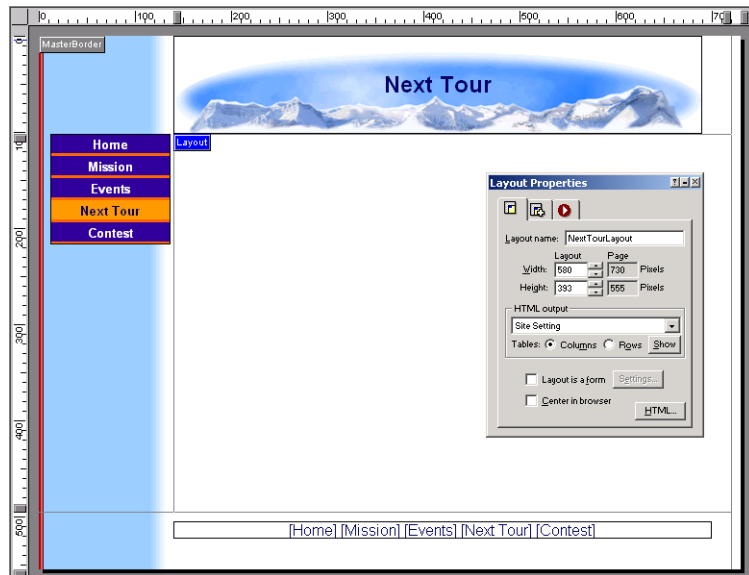 0 100 200 300 400 500 600 70
MasterBorder
Next Tour
0
100
Layout
Home
Mission
Events
Next Tour
Contest
200
300
400
500
Layout Properties
Layout name: NextTourLayout
Layout Page
Width: 580 730 Pixels
Height: 393 555 Pixels
HTML output
Site Setting
Tables: Columns Rows Show
Layout is a form Settings...
Center in browser
HTML...
[Home] [Mission] [Events] [Next Tour] [Contest]